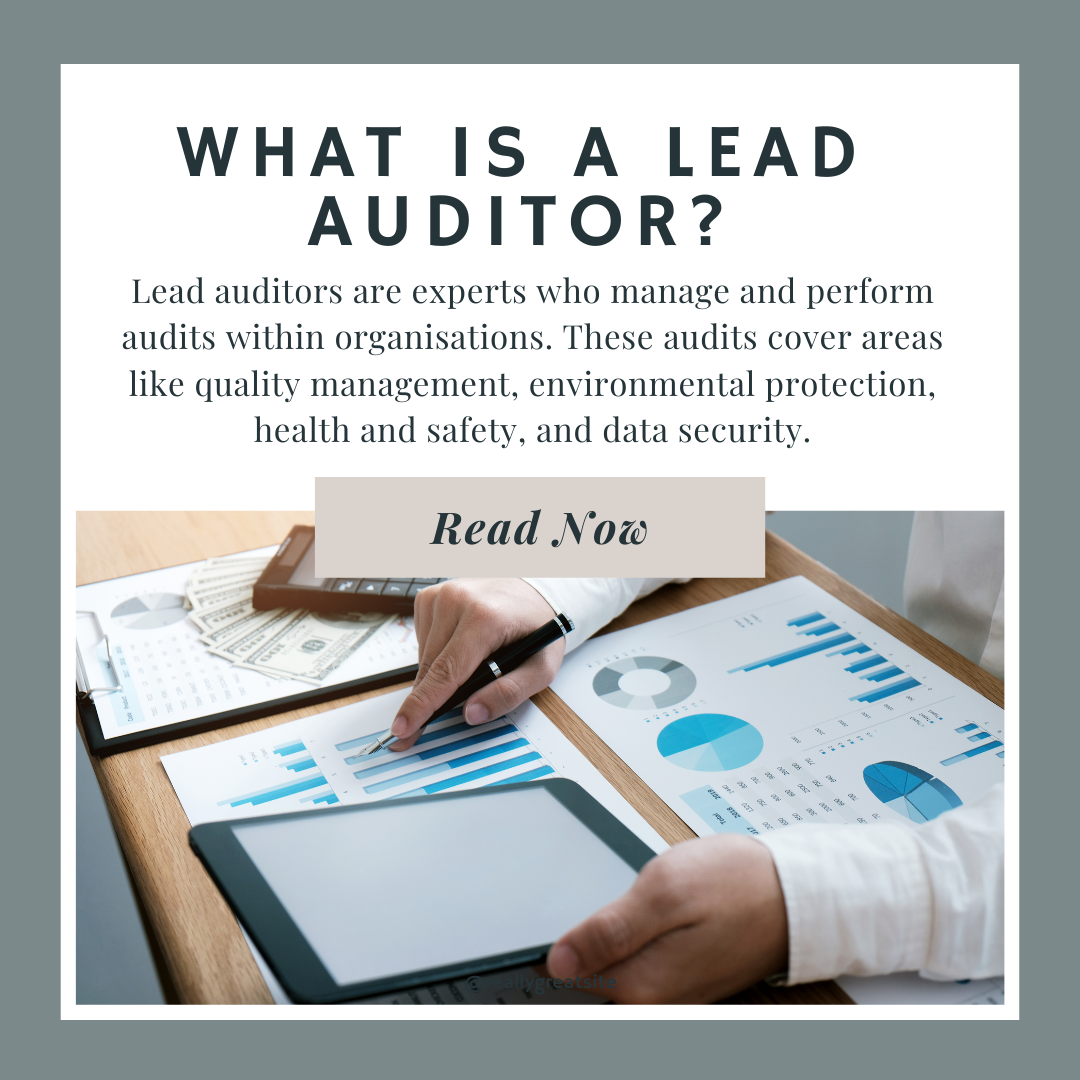 WHAT IS A LEAD
AUDITOR?
Lead auditors are experts who manage and perform
audits within organisations. These audits cover areas
like quality management, environmental protection,
health and safety, and data security.
Read Now